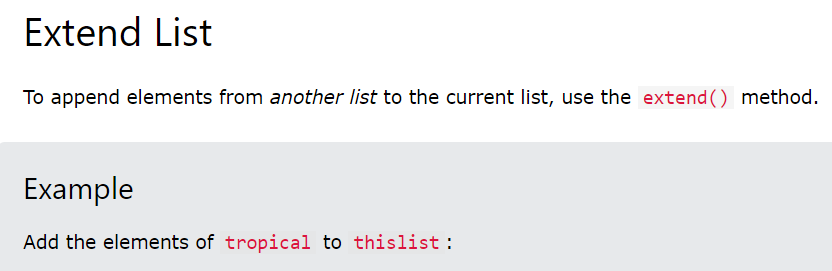 Extend List
To append elements from another list to the current list, use the extend() method.
Example
Add the elements of tropical to thislist: